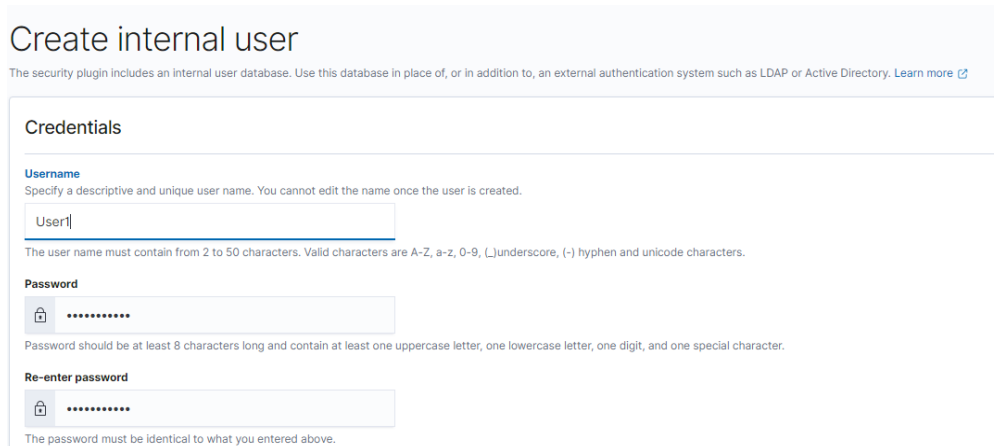 Create internal user
The security plugin includes an internal user database. Use this database in place of, or in addition to, an external authentication system such as LDAP or Active Directory. Learn more
Credentials
Username
Specify a descriptive and unique user name. You cannot edit the name once the user is created.
User1
The user name must contain from 2 to 50 characters. Valid characters are A-Z, a-z, 0-9, (_)underscore, (-) hyphen and unicode characters.
Password
•••••••••••
Password should be at least 8 characters long and contain at least one uppercase letter, one lowercase letter, one digit, and one special character.
Re-enter password
•••••••••••
The password must be identical to what you entered above.